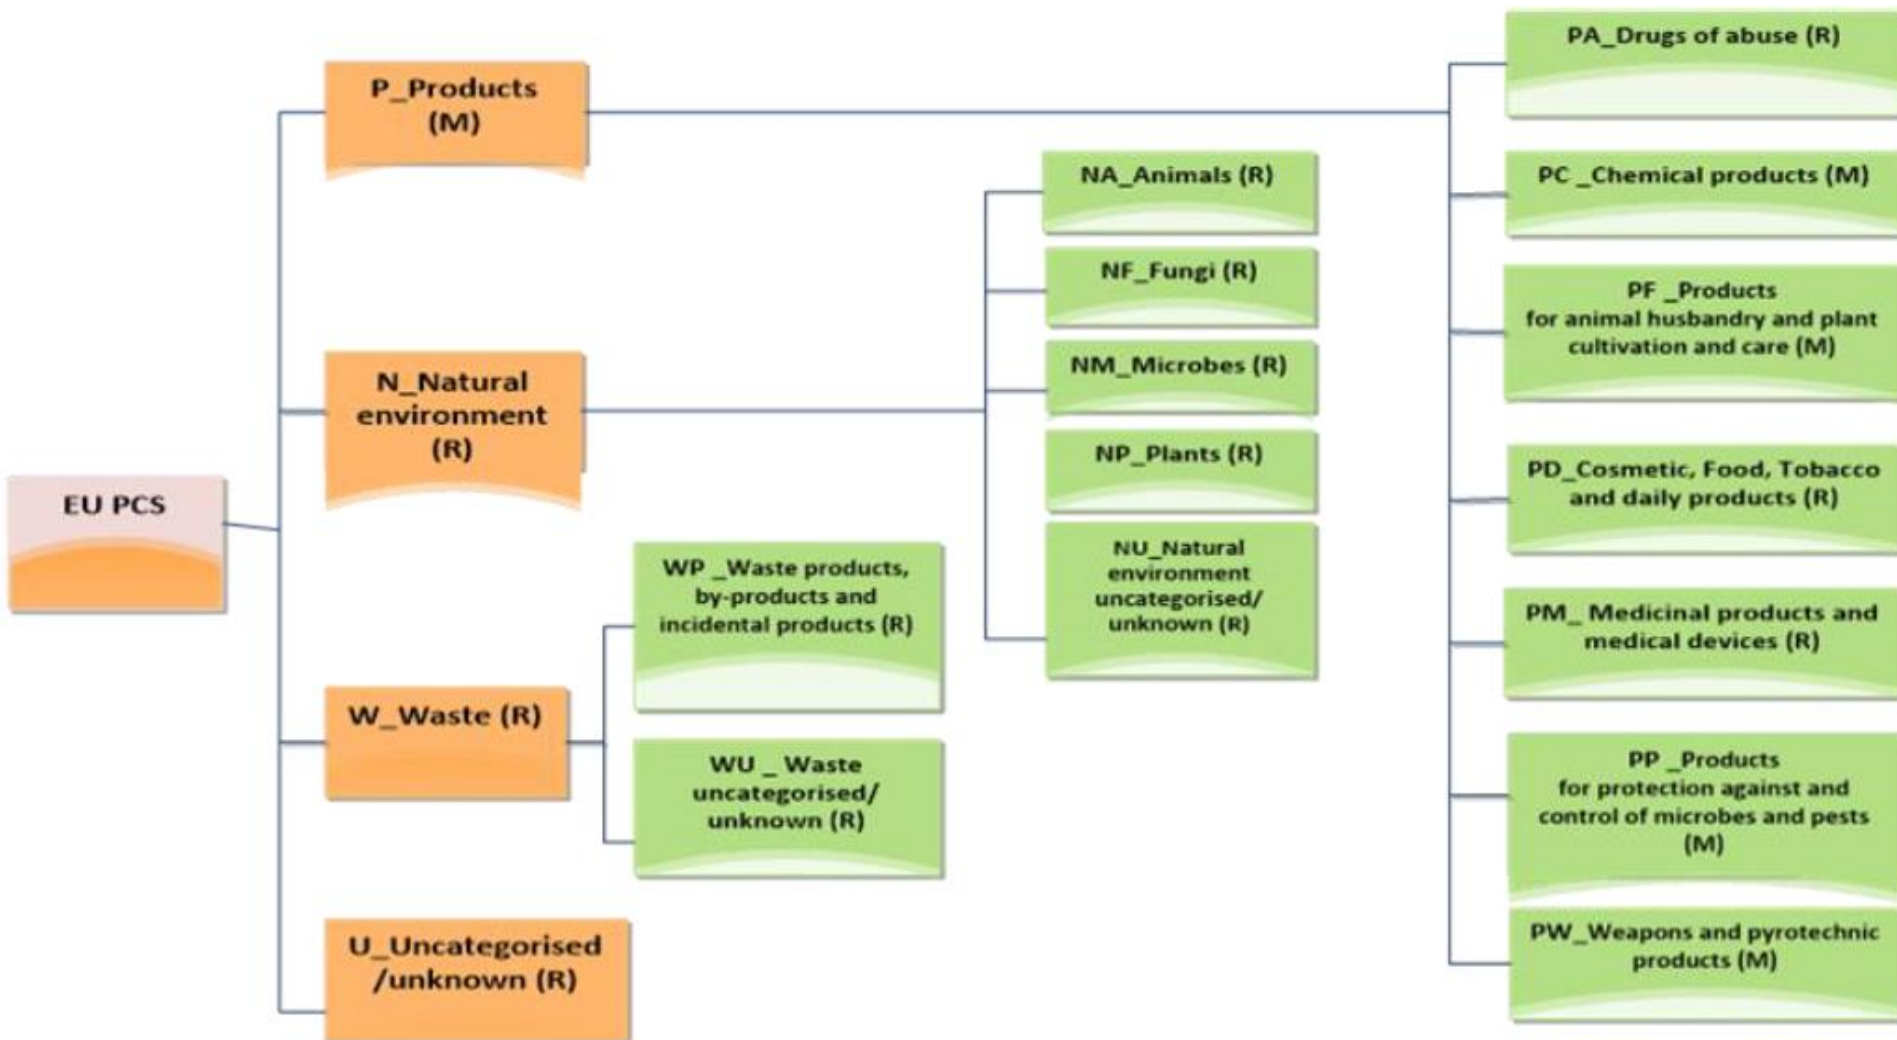 EU PCS
P_Products
(M)
N_Natural
environment
(R)
W_Waste (R)
U_Uncategorised
/unknown (R)
WP _Waste products,
by-products and
incidental products (R)
WU _ Waste
uncategorised/
unknown (R)
NA_Animals (R)
NF_Fungi (R)
NM_Microbes (R)
NP_Plants (R)
NU_Natural
environment
uncategorised/
unknown (R)
PA_Drugs of abuse (R)
PC _Chemical products (M)
PF _Products
for animal husbandry and plant
cultivation and care (M)
PD_Cosmetic, Food, Tobacco
and daily products (R)
PM_ Medicinal products and
medical devices (R)
PP _Products
for protection against and
control of microbes and pests
(M)
PW_Weapons and pyrotechnic
products (M)